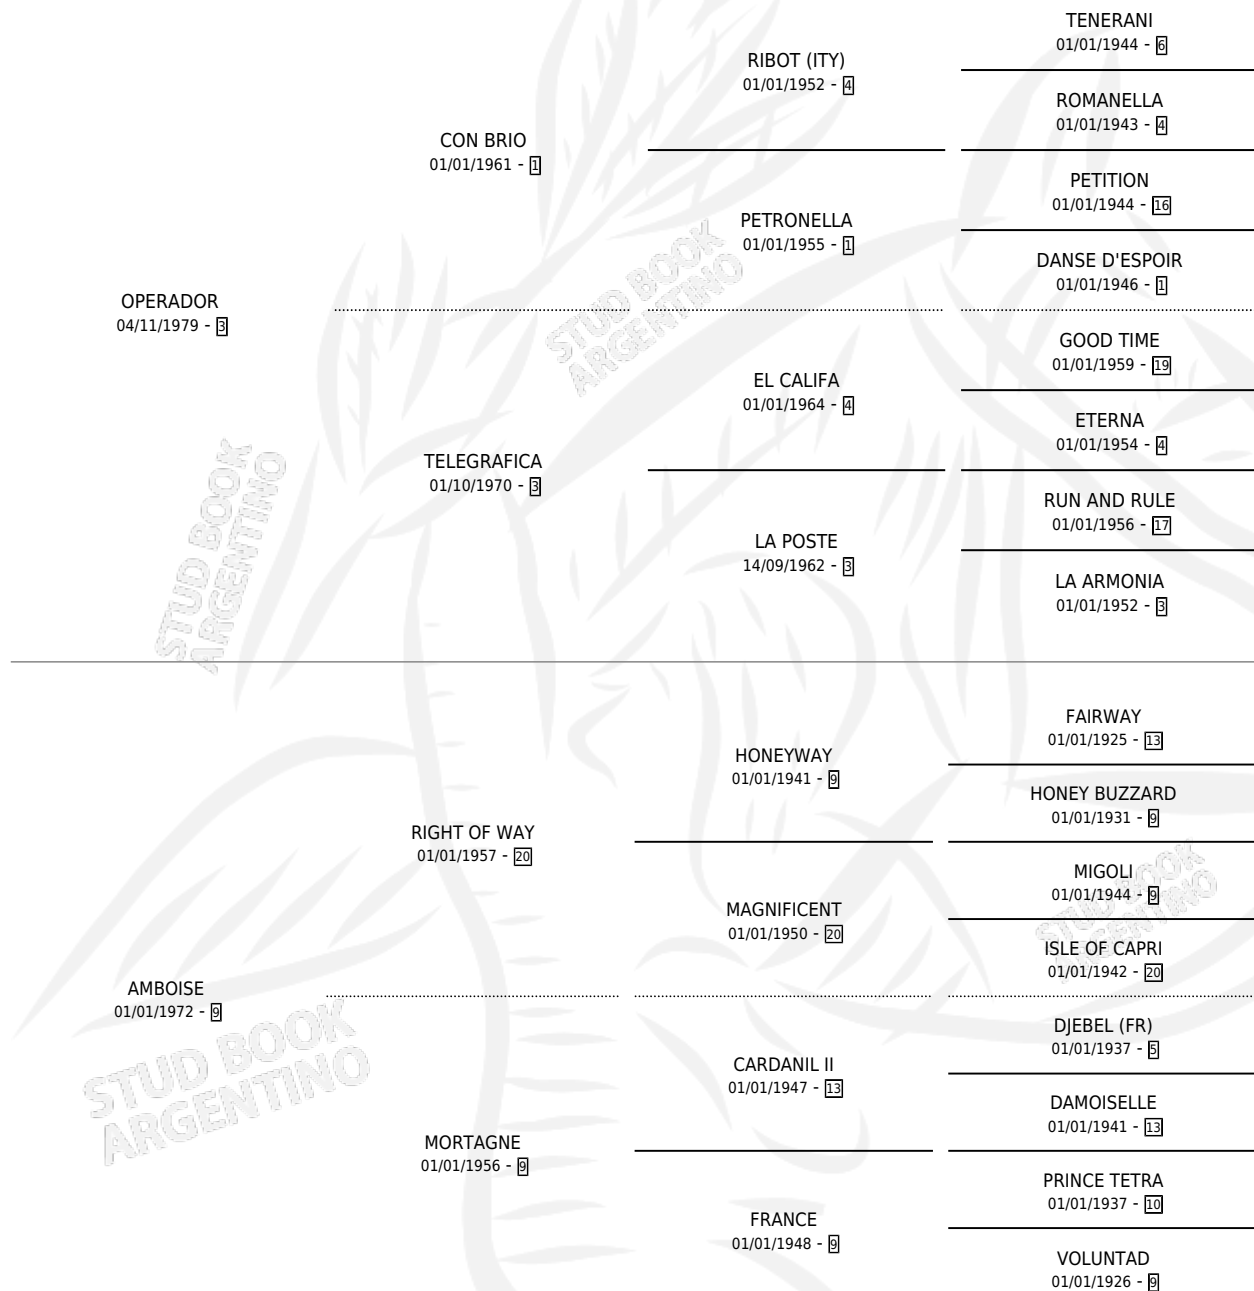 TENERANI
01/01/1944 - 6
RIBOT (ITY)
01/01/1952 - 4
ROMANELLA
01/01/1943 - 4
CON BRIO
01/01/1961 - 1
PETITION
01/01/1944 - 16
PETRONELLA
01/01/1955 - 1
DANSE D'ESPOIR
01/01/1946 - 1
OPERADOR
04/11/1979 - 3
GOOD TIME
01/01/1959 - 19
EL CALIFA
01/01/1964 - 4
ETERNA
01/01/1954 - 4
TELEGRAFICA
01/10/1970 - 3
RUN AND RULE
01/01/1956 - 17
LA POSTE
14/09/1962 - 3
LA ARMONIA
01/01/1952 - 3
FAIRWAY
01/01/1925 - 13
HONEYWAY
01/01/1941 - 9
HONEY BUZZARD
01/01/1931 - 9
RIGHT OF WAY
01/01/1957 - 20
MIGOLI
01/01/1944 - 9
MAGNIFICENT
01/01/1950 - 20
ISLE OF CAPRI
01/01/1942 - 20
AMBOISE
01/01/1972 - 9
DJEBEL (FR)
01/01/1937 - 5
CARDANIL II
01/01/1947 - 13
DAMOISELLE
01/01/1941 - 13
MORTAGNE
01/01/1956 - 9
PRINCE TETRA
01/01/1937 - 10
FRANCE
01/01/1948 - 9
VOLUNTAD
01/01/1926 - 9
STUD BOOK
ARGENTINO
STUD BOOK
ARGENTINO
STUD BOOK
ARGENTINO
STUD BOOK
ARGENTINO